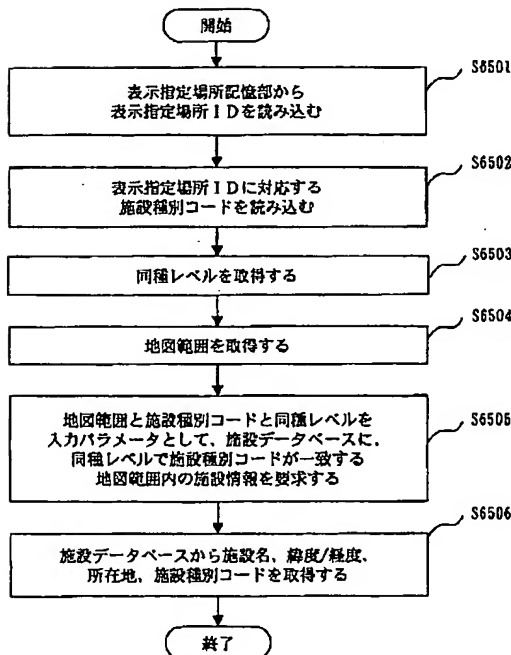 開始
S6501
表示指定場所記憶部から
表示指定場所IDを読み込む
S6502
表示指定場所IDに対応する
施設種別コードを読み込む
S6503
同種レベルを取得する
S6504
地図範囲を取得する
S6505
地図範囲と施設種別コードと同種レベルを
入力パラメータとして、施設データベースに、
同種レベルで施設種別コードが一致する
地図範囲内の施設情報を要求する
S6506
施設データベースから施設名、緯度/経度、
所在地、施設種別コードを取得する
終了